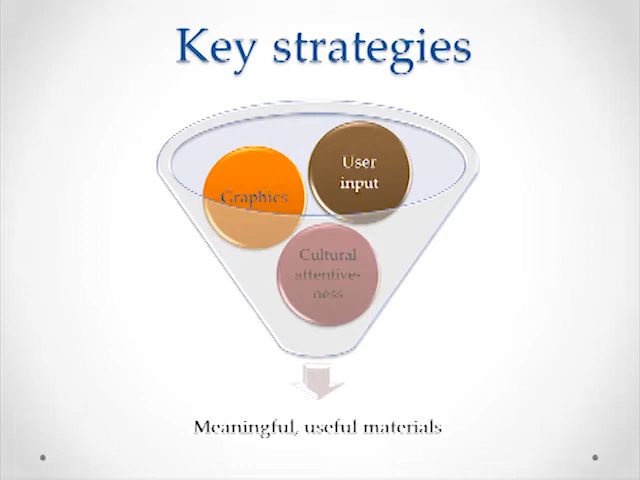 Key strategies
User
input
Graphics
Cultural
attentive-
ness
Meaningful, useful materials